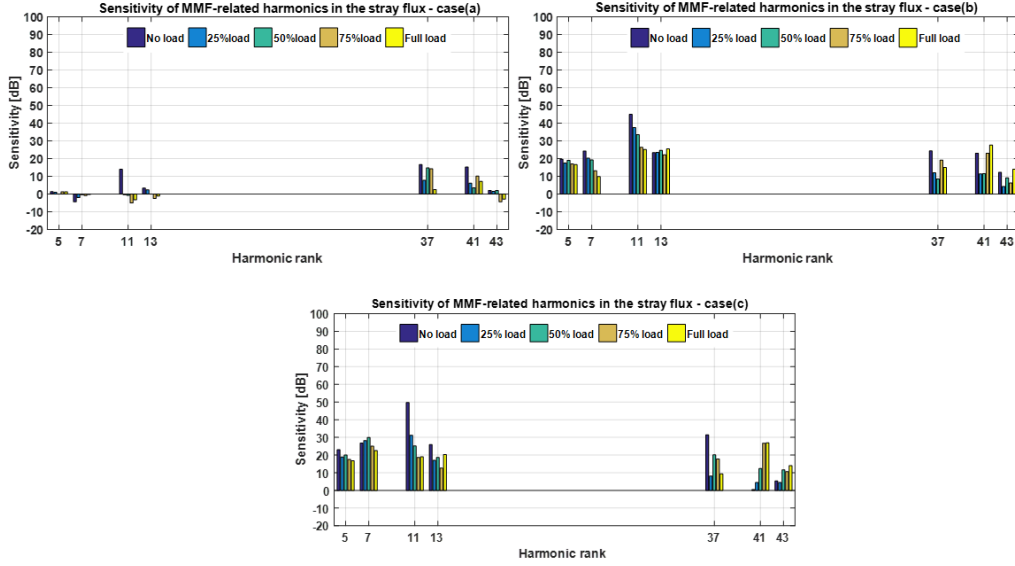 Sensitivity of MMF-related harmonics in the stray flux - case(a)
No load 25%load 50%load 75%load Full load
100
90
80
70
60
50
40
30
20
10
0
-10
-20
Sensitivity [dB]
5 7 11 13 37 41 43
Harmonic rank
Sensitivity of MMF-related harmonics in the stray flux - case(b)
No load 25% load 50% load 75% load Full load
100
90
80
70
60
50
40
30
20
10
0
-10
-20
Sensitivity [dB]
5 7 11 13 37 41 43
Harmonic rank
Sensitivity of MMF-related harmonics in the stray flux - case(c)
No load 25% load 50% load 75% load Full load
100
90
80
70
60
50
40
30
20
10
0
-10
-20
Sensitivity [dB]
5 7 11 13 37 41 43
Harmonic rank